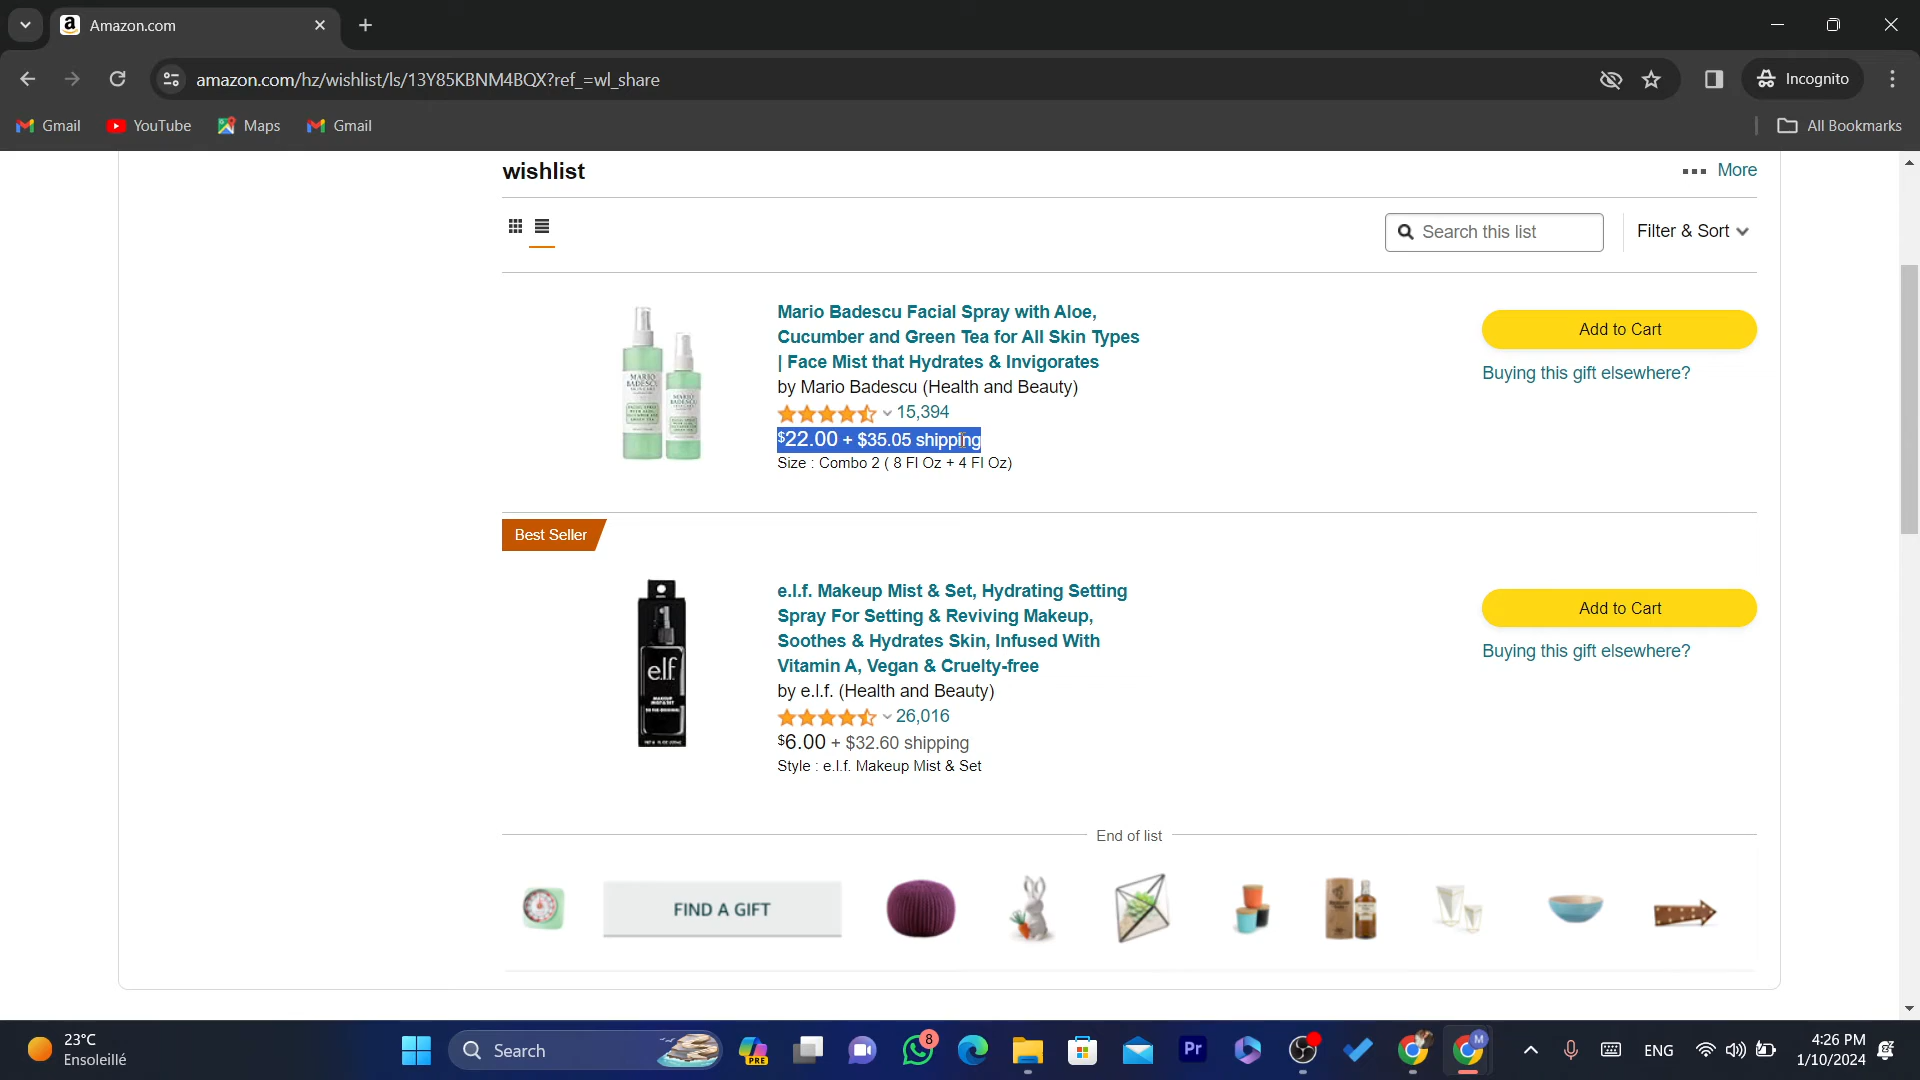 Amazon.com
amazon.com/hz/wishlist/ls/13Y85KBNM4BQX?ref_=wl_share
Incognito
Gmail
YouTube
Maps
Gmail
All Bookmarks
wishlist
More
Search this list
Filter & Sort
Mario Badescu Facial Spray with Aloe,
Cucumber and Green Tea for All Skin Types
| Face Mist that Hydrates & Invigorates
by Mario Badescu (Health and Beauty)
15,394
$22.00 + $35.05 shipping
Size : Combo 2 ( 8 Fl Oz + 4 Fl Oz)
Add to Cart
Buying this gift elsewhere?
MARIO
BADESCU
Best Seller
e.l.f. Makeup Mist & Set, Hydrating Setting
Spray For Setting & Reviving Makeup,
Soothes & Hydrates Skin, Infused With
Vitamin A, Vegan & Cruelty-free
by e.l.f. (Health and Beauty)
26,016
$6.00 + $32.60 shipping
Style : e.l.f. Makeup Mist & Set
Add to Cart
Buying this gift elsewhere?
e.l.f.
End of list
FIND A GIFT
23°C
Ensoleillé
Search
PRE
8
Pr
M
ENG
4:26 PM
1/10/2024